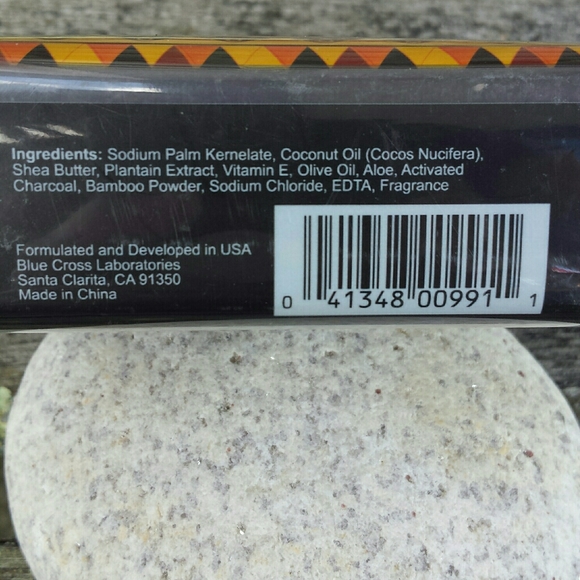 Ingredients: Sodium Palm Kernelate, Coconut Oil (Cocos Nucifera),
Shea Butter, Plantain Extract, Vitamin E, Olive Oil, Aloe, Activated
Charcoal, Bamboo Powder, Sodium Chloride, EDTA, Fragrance
Formulated and Developed in USA
Blue Cross Laboratories
Santa Clarita, CA 91350
Made in China
0 41348 00991 1